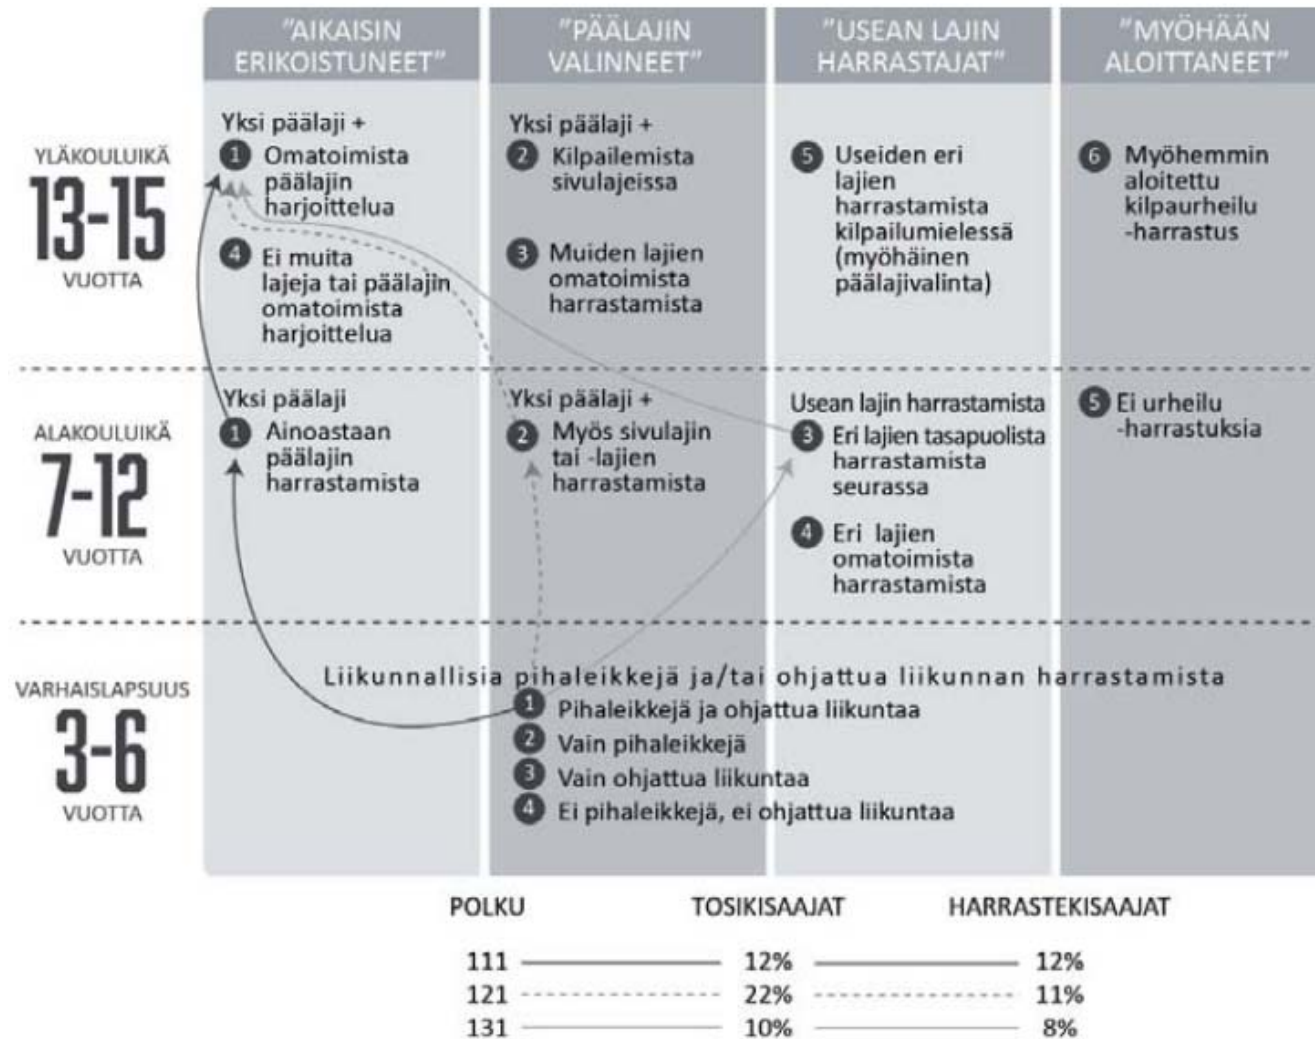 "AIKAISIN
ERIKOISTUNEET"
"PÄÄLAJIN
VALINNEET"
"USEAN LAJIN
HARRASTAJAT"
"MYÖHÄÄN
ALOITTANEET"
YLÄKOULUIKÄ
13-15
VUOTTA
Yksi päälaji +
1 Omatoimista
päälajin
harjoittelua
4 Ei muita
lajeja tai päälajin
omatoimista
harjoittelua
Yksi päälaji +
2 Kilpailemista
sivulajeissa
3 Muiden lajien
omatoimista
harrastamista
5 Useiden eri
lajien
harrastamista
kilpailumielessä
(myöhäinen
päälajivalinta)
6 Myöhemmin
aloitettu
kilpaurheilu
-harrastus
ALAKOULUIKÄ
7-12
VUOTTA
Yksi päälaji
1 Ainoastaan
päälajin
harrastamista
Yksi päälaji +
2 Myös sivulajin
tai -lajien
harrastamista
Usean lajin harrastamista
3 Eri lajien tasapuolista
harrastamista
seurassa
4 Eri lajien
omatoimista
harrastamista
5 Ei urheilu
-harrastuksia
VARHAISLAPSUUS
3-6
VUOTTA
Liikunnallisia pihaleikkejä ja/tai ohjattua liikunnan harrastamista
1 Pihaleikkejä ja ohjattua liikuntaa
2 Vain pihaleikkejä
3 Vain ohjattua liikuntaa
4 Ei pihaleikkejä, ei ohjattua liikuntaa
POLKU TOSIKISAAJAT HARRASTEKISAAJAT
111 12% 12%
121 22% 11%
131 10% 8%